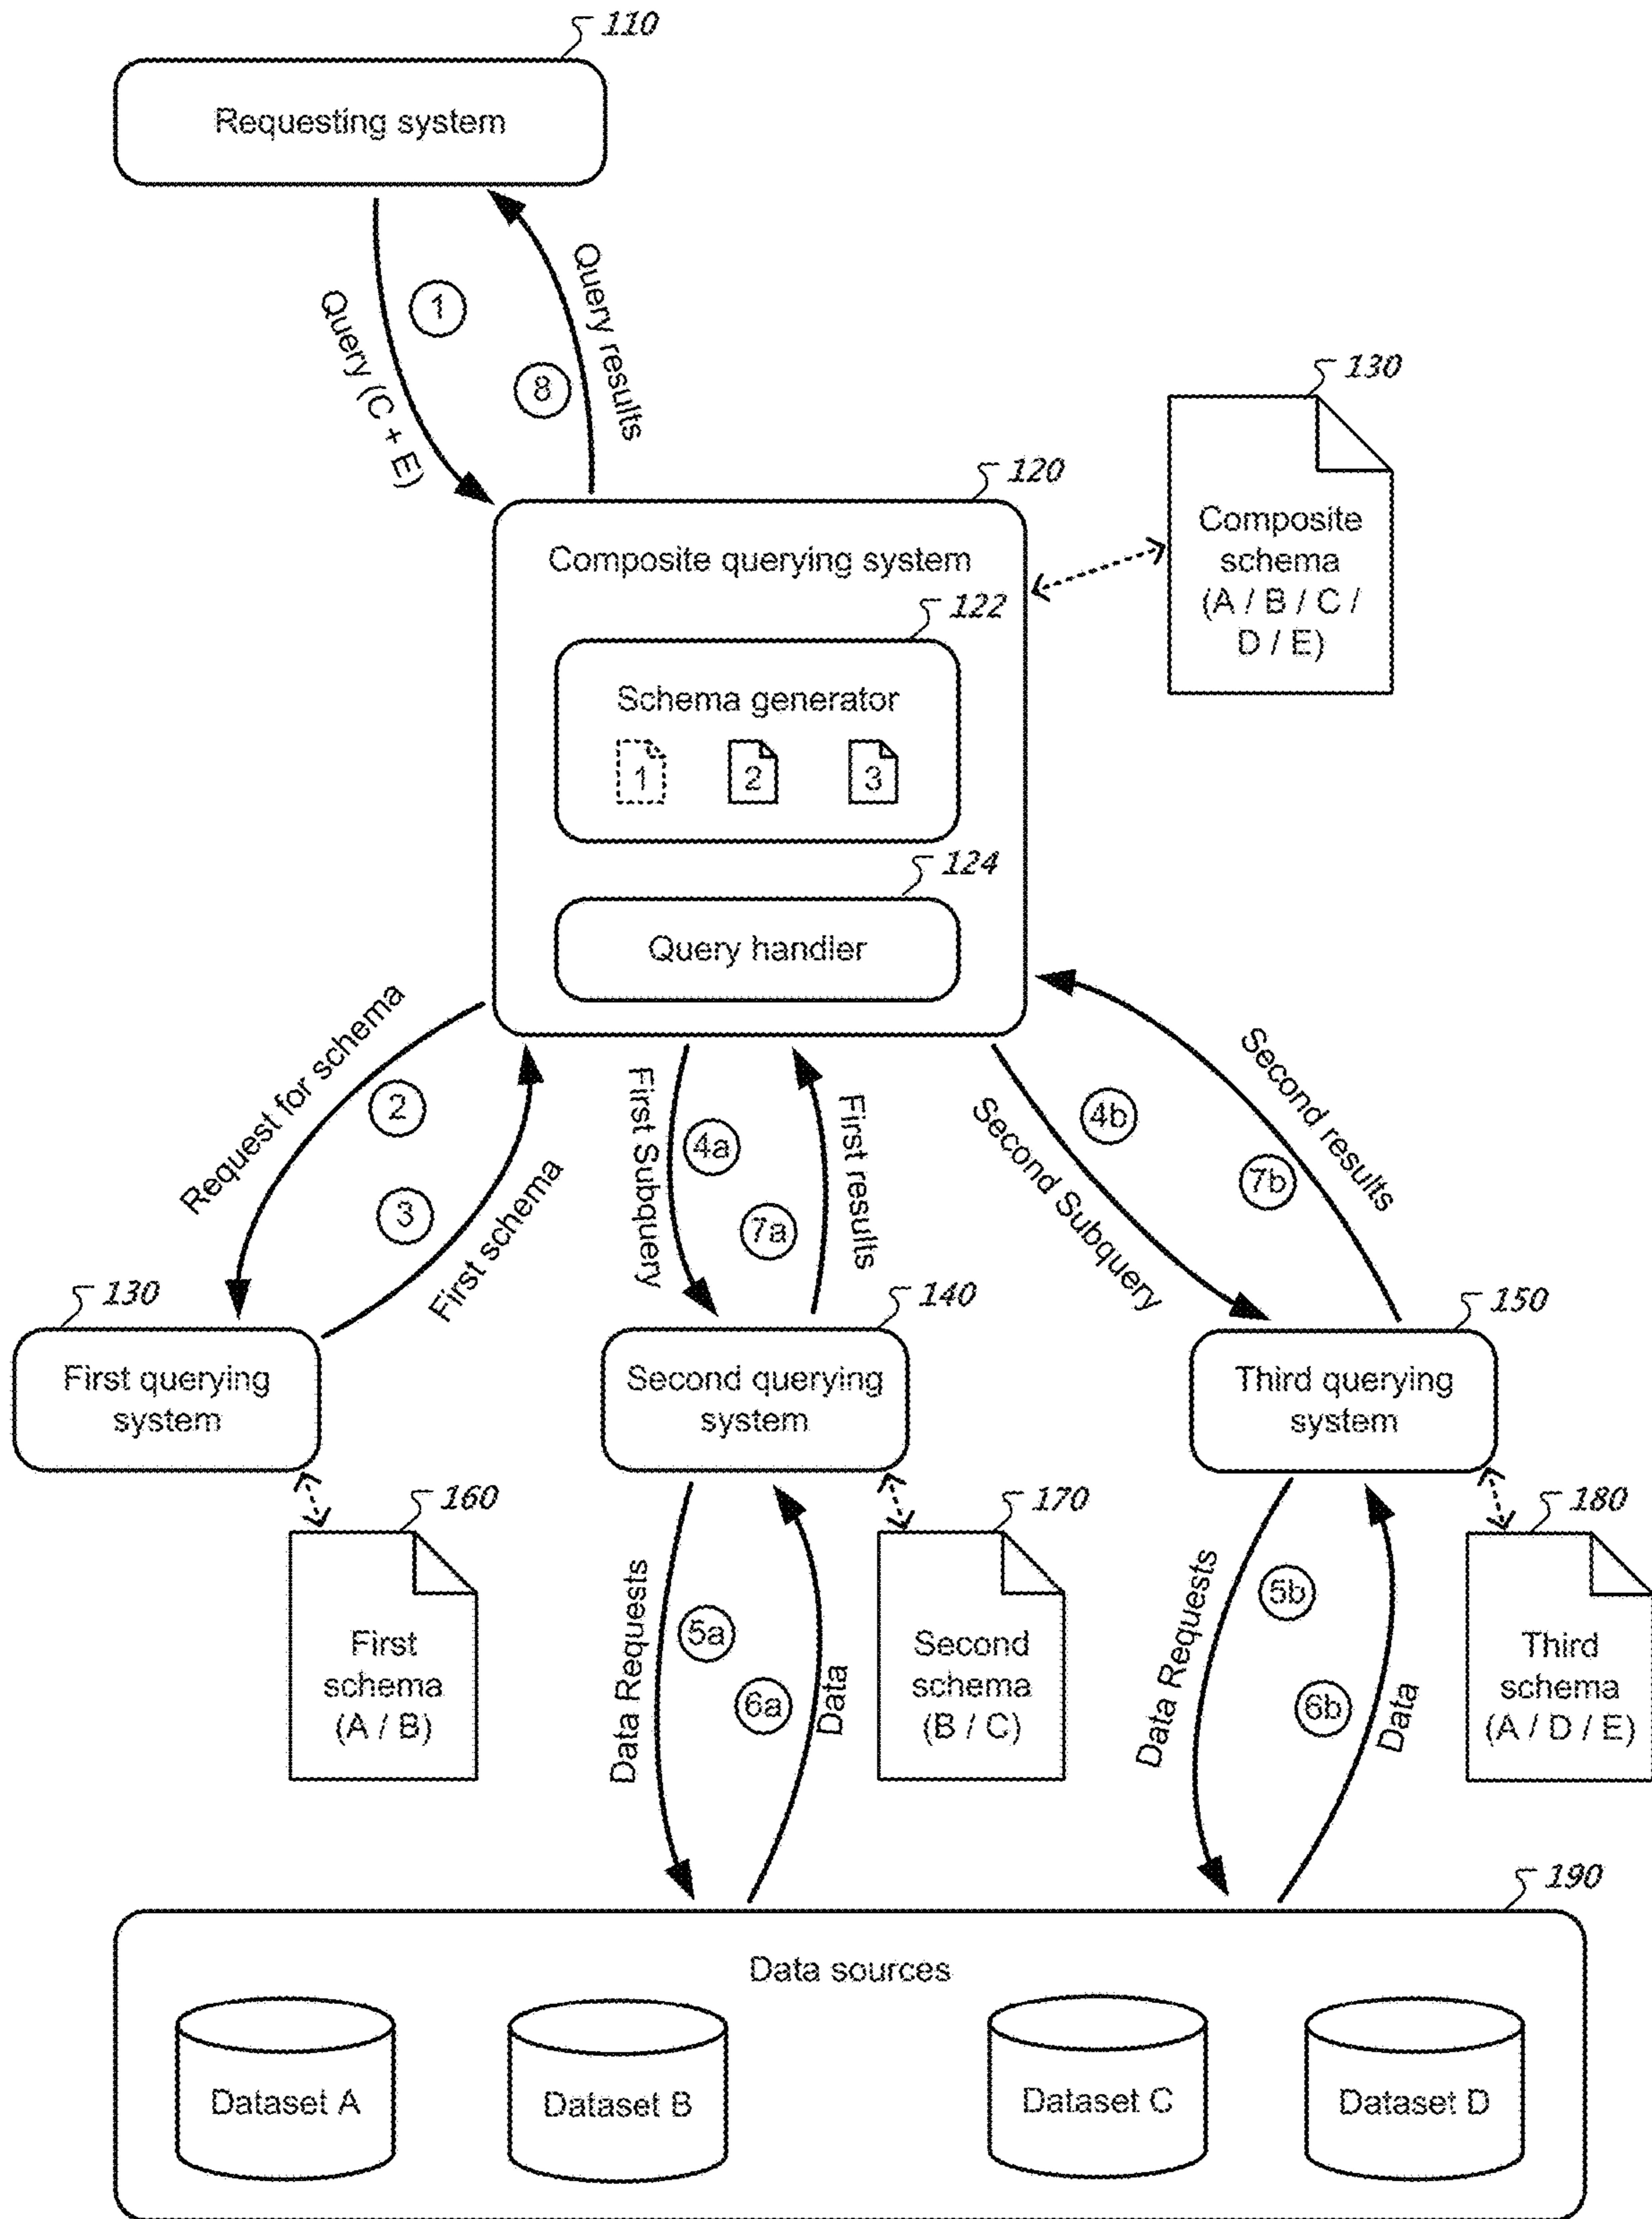 110
Requesting system
Query (C + E)
1
8
Query results
130
Composite
schema
(A / B / C /
D / E)
120
Composite querying system
122
Schema generator
1
2
3
124
Query handler
Request for schema
2
3
First schema
First Subquery
4a
7a
First results
Second Subquery
4b
7b
Second results
130
First querying
system
140
Second querying
system
150
Third querying
system
160
First
schema
(A / B)
170
Second
schema
(B / C)
180
Third
schema
(A / D / E)
Data Requests
5a
6a
Data
Data Requests
5b
6b
Data
190
Data sources
Dataset A
Dataset B
Dataset C
Dataset D